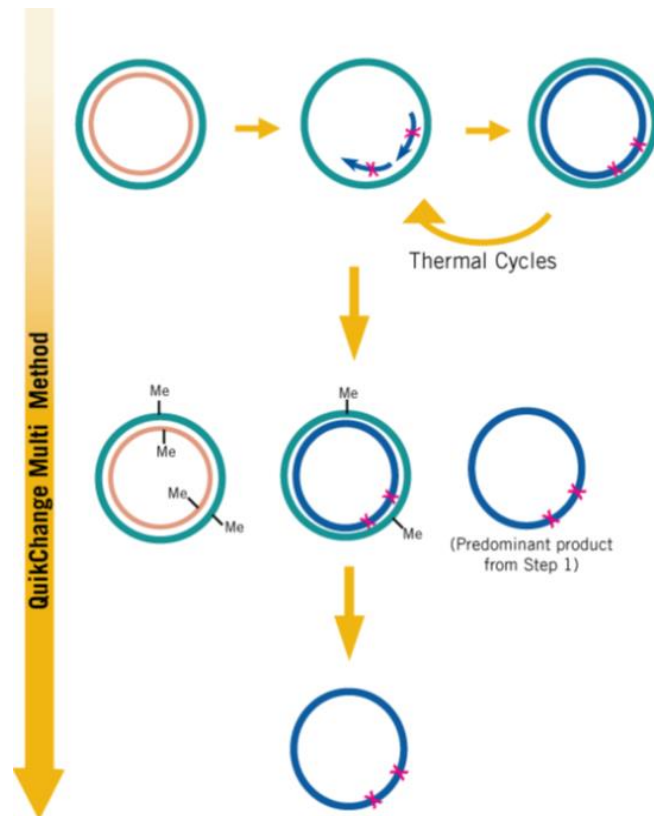 QuikChange Multi Method
Thermal Cycles
Me
Me
Me
Me
Me
Me
(Predominant product
from Step 1)